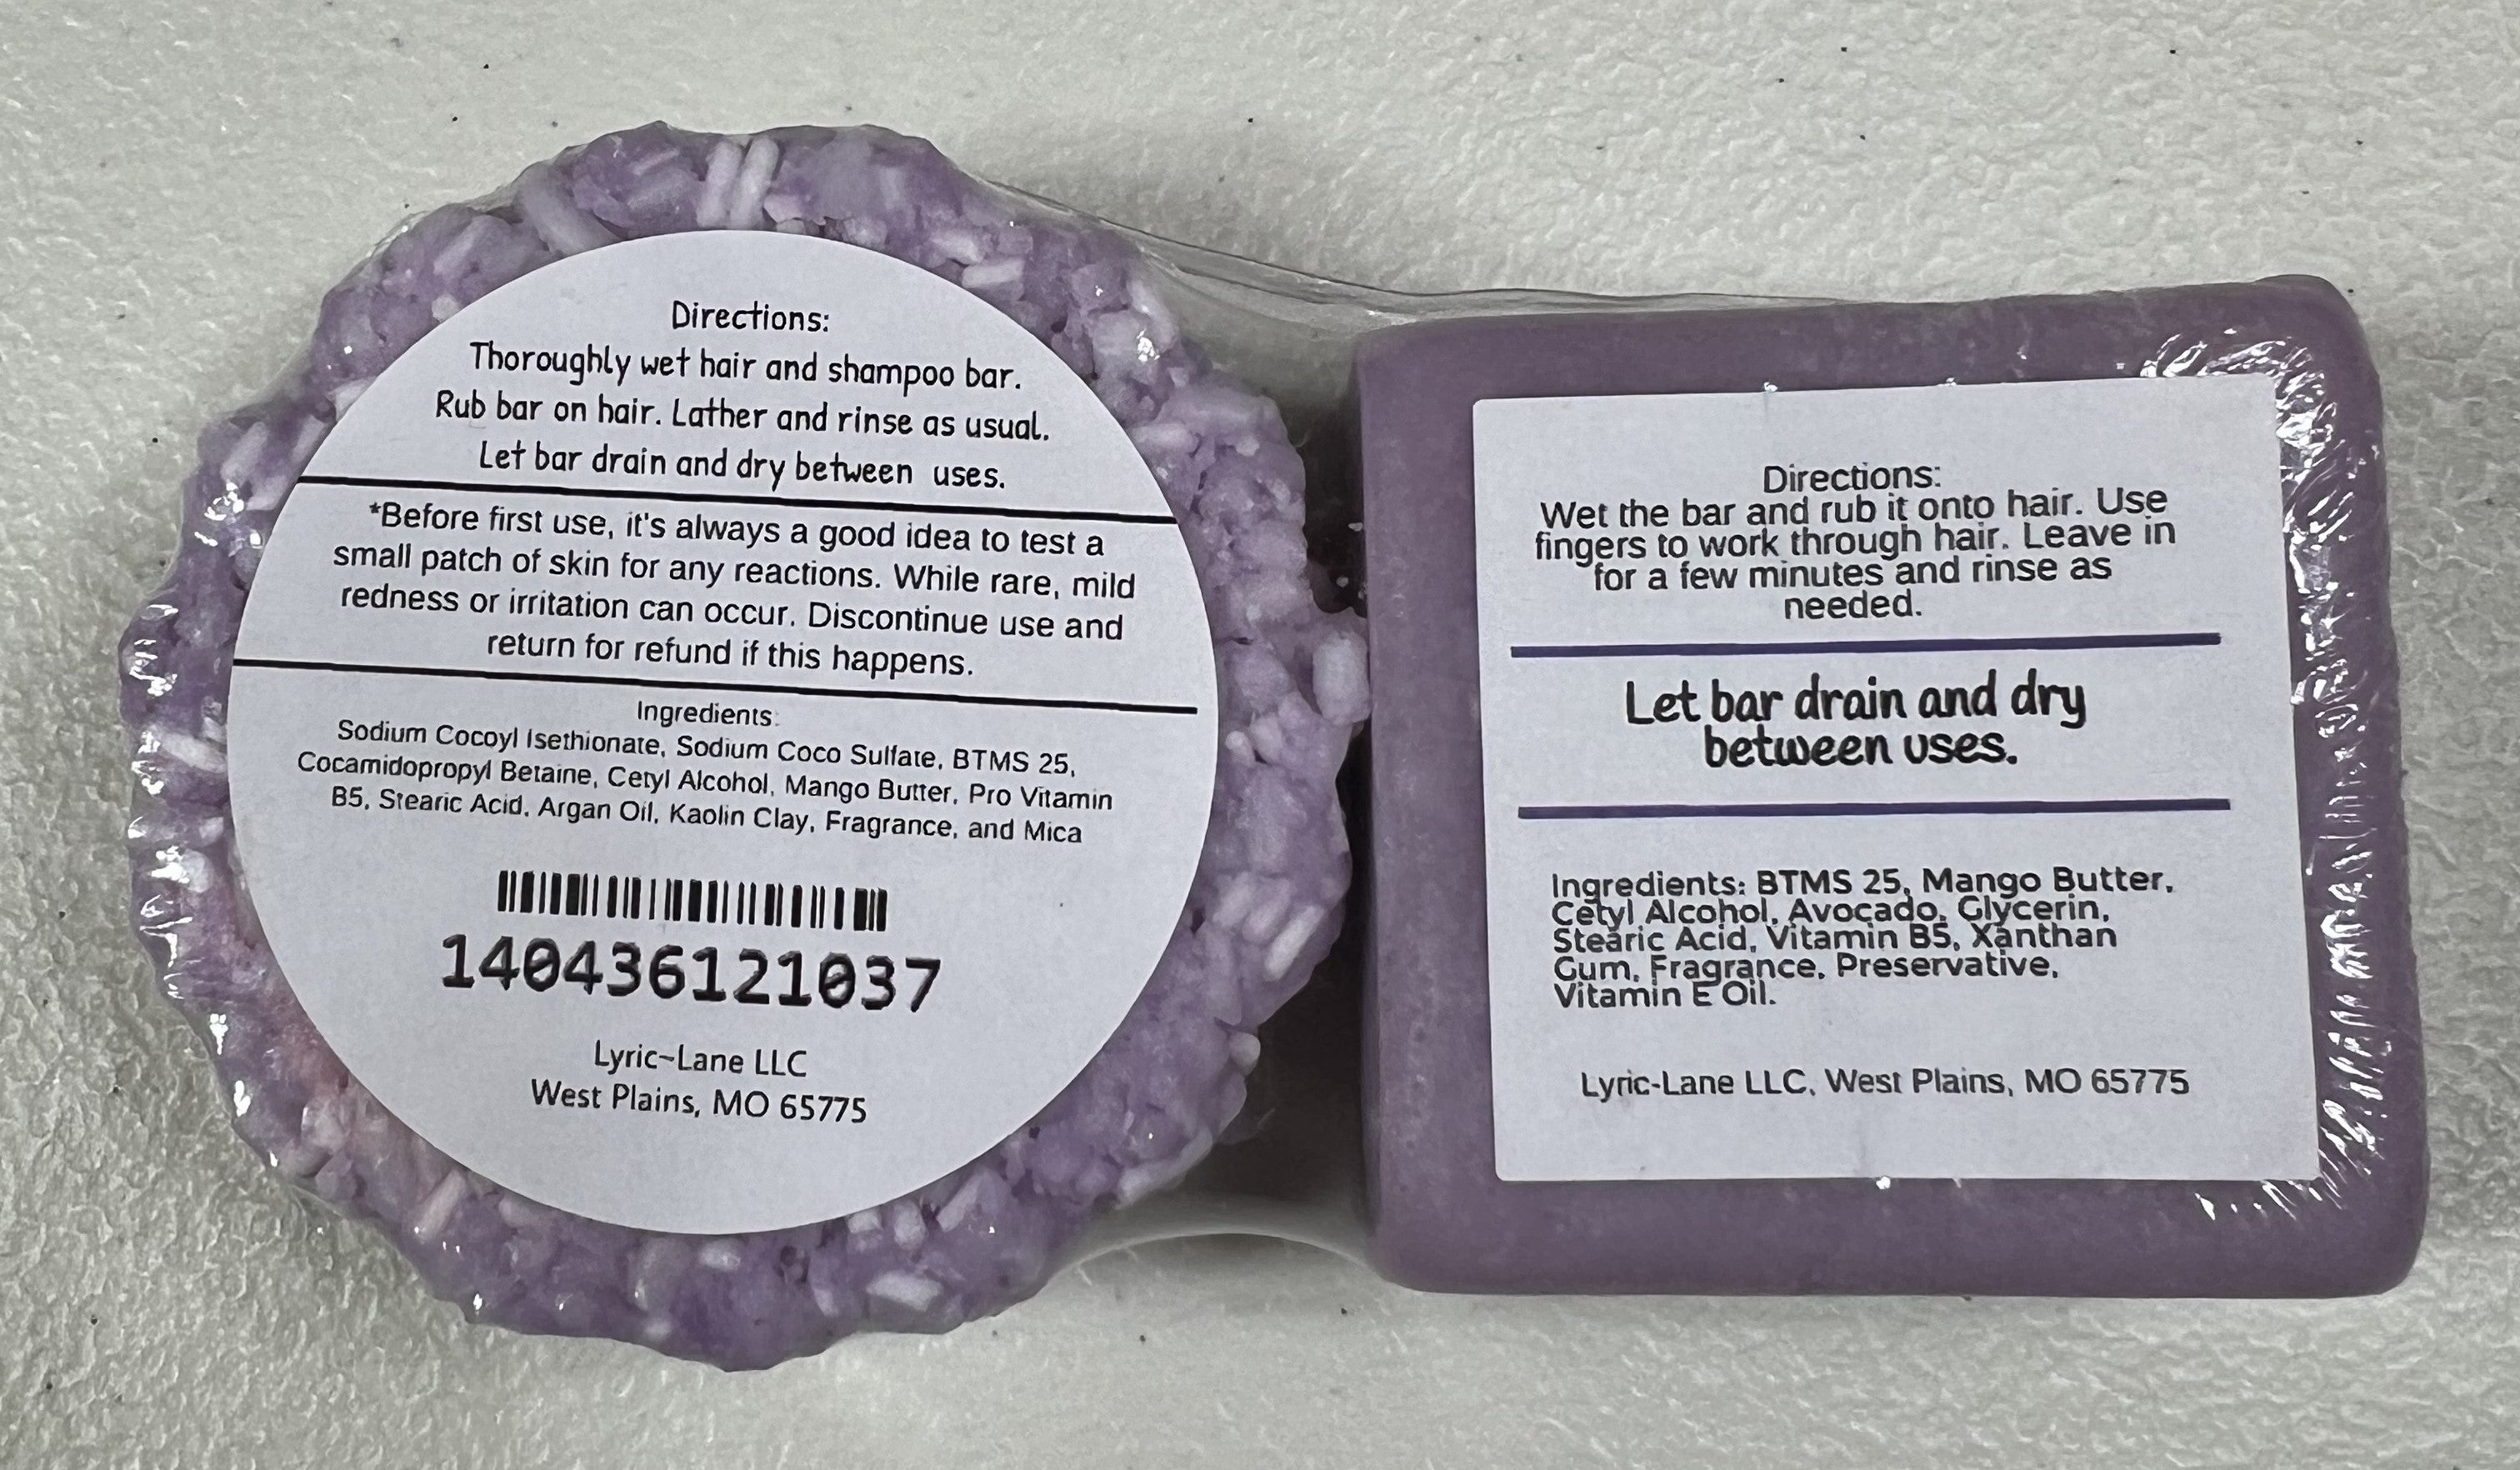 Directions:
Thoroughly wet hair and shampoo bar.
Rub bar on hair. Lather and rinse as usual.
Let bar drain and dry between uses.
*Before first use, it's always a good idea to test a
small patch of skin for any reactions. While rare, mild
redness or irritation can occur. Discontinue use and
return for refund if this happens.
Ingredients:
Sodium Cocoyl Isethionate, Sodium Coco Sulfate, BTMS 25,
Cocamidopropyl Betaine, Cetyl Alcohol, Mango Butter, Pro Vitamin
B5, Stearic Acid, Argan Oil, Kaolin Clay, Fragrance, and Mica
140436121037
Lyric~Lane LLC
West Plains, MO 65775
Directions:
Wet the bar and rub it onto hair. Use
fingers to work through hair. Leave in
for a few minutes and rinse as
needed.
Let bar drain and dry
between uses.
Ingredients: BTMS 25, Mango Butter,
Cetyl Alcohol, Avocado, Glycerin,
Stearic Acid, Vitamin B5, Xanthan
Gum, Fragrance, Preservative,
Vitamin E Oil.
Lyric-Lane LLC, West Plains, MO 65775